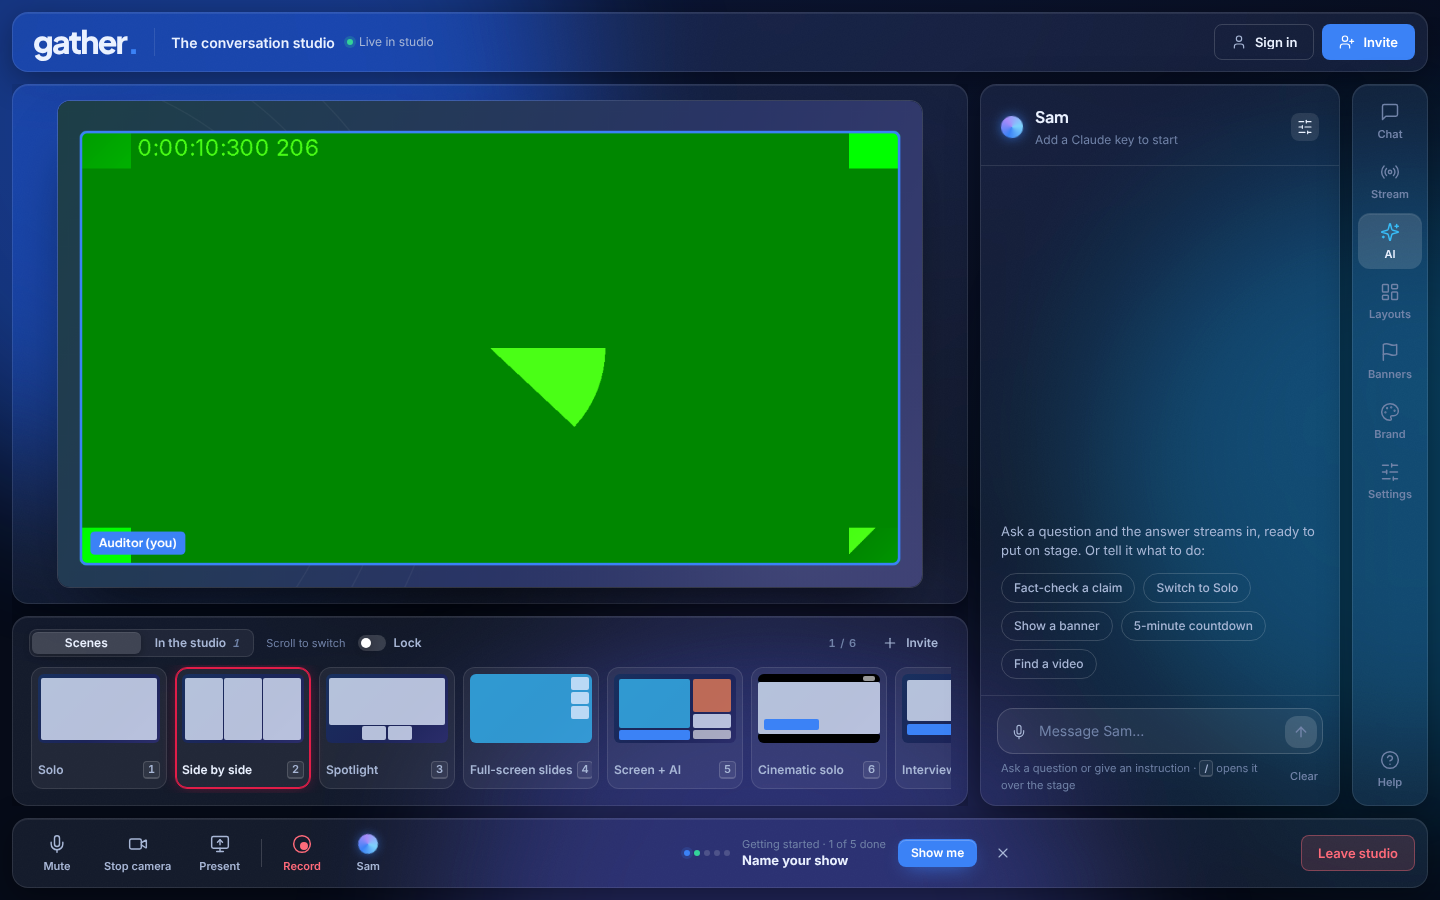 gather.
The conversation studio
Live in studio
Sign in
Invite
0:00:10:300 206
Auditor (you)
Sam
Add a Claude key to start
Ask a question and the answer streams in, ready to
put on stage. Or tell it what to do:
Fact-check a claim
Switch to Solo
Show a banner
5-minute countdown
Find a video
Message Sam...
Ask a question or give an instruction · / opens it
over the stage
Clear
Chat
Stream
AI
Layouts
Banners
Brand
Settings
Help
Scenes
In the studio 1
Scroll to switch
Lock
1 / 6
Invite
Solo 1
Side by side 2
Spotlight 3
Full-screen slides 4
Screen + AI 5
Cinematic solo 6
Interview
Mute
Stop camera
Present
Record
Sam
Getting started · 1 of 5 done
Name your show
Show me
Leave studio